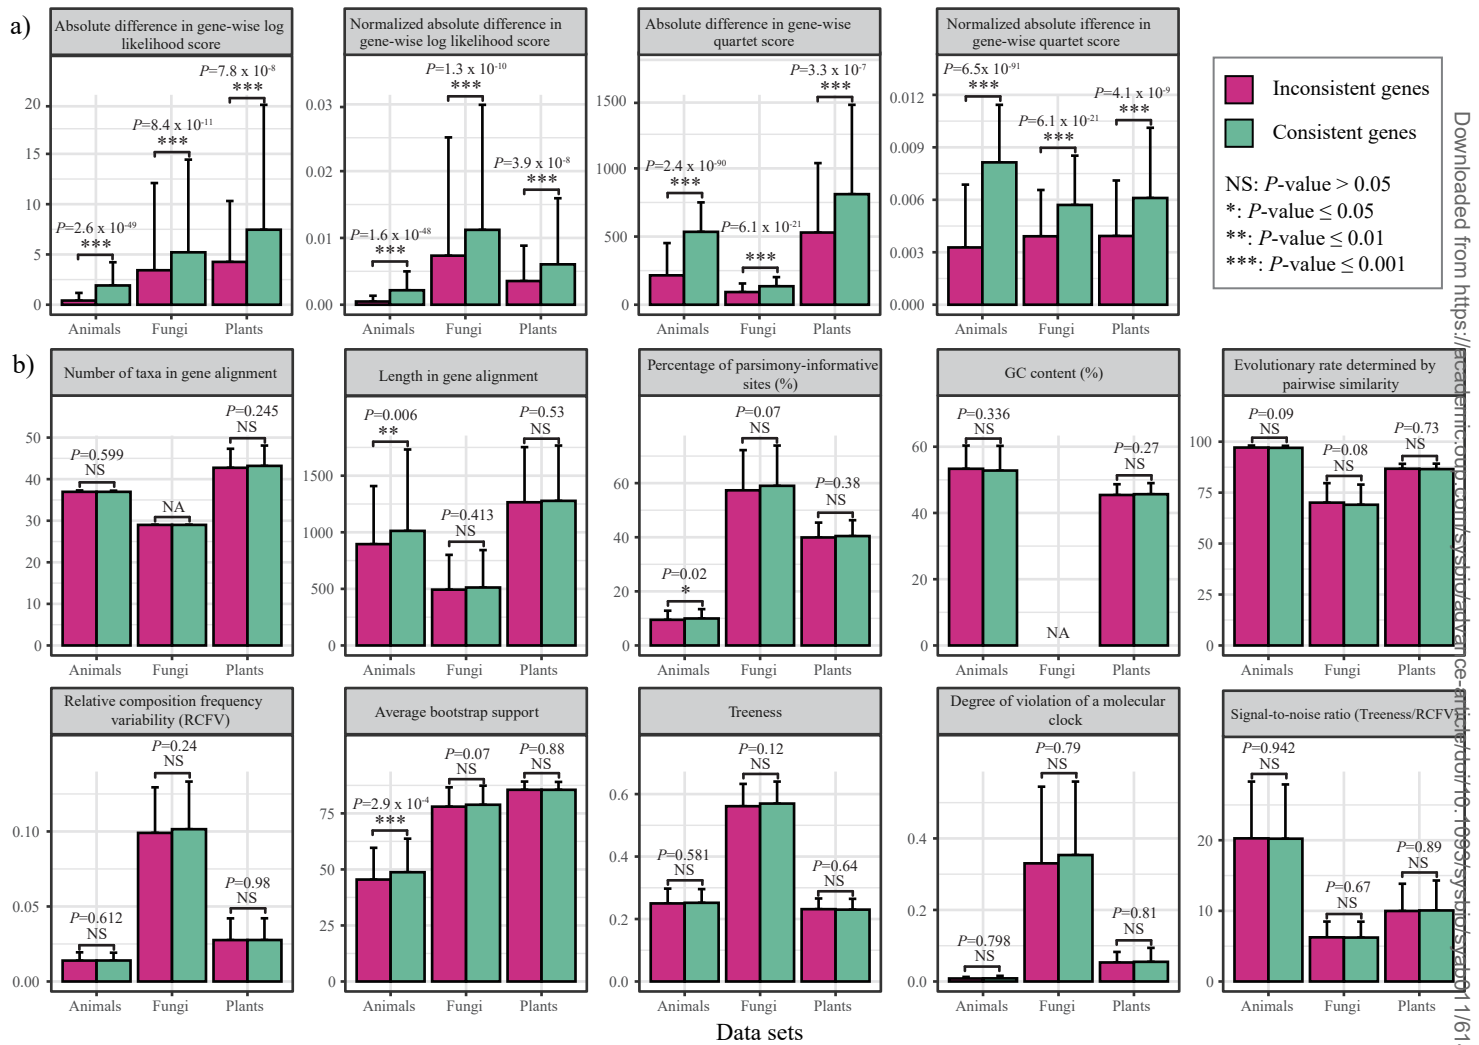 a)
Absolute difference in gene-wise log
likelihood score
P=7.8 x 10-8
***
P=8.4 x 10-11
***
P=2.6 x 10-49
***
20
15
10
5
0
Animals Fungi Plants
Normalized absolute difference in
gene-wise log likelihood score
P=1.3 x 10-10
***
P=3.9 x 10-8
***
P=1.6 x 10-48
***
0.03
0.02
0.01
0.00
Animals Fungi Plants
Absolute difference in gene-wise
quartet score
P=3.3 x 10-7
***
P=2.4 x 10-90
***
P=6.1 x 10-21
***
1500
1000
500
0
Animals Fungi Plants
Normalized absolute ifference in
gene-wise quartet score
P=6.5x 10-91
***
P=4.1 x 10-9
***
P=6.1 x 10-21
***
0.012
0.009
0.006
0.003
0.000
Animals Fungi Plants
Inconsistent genes
Consistent genes
NS: P-value > 0.05
*: P-value ≤ 0.05
**: P-value ≤ 0.01
***: P-value ≤ 0.001
b)
Number of taxa in gene alignment
P=0.245
NS
P=0.599
NS
NA
50
40
30
20
10
0
Animals Fungi Plants
Length in gene alignment
P=0.006
**
P=0.53
NS
P=0.413
NS
1500
1000
500
0
Animals Fungi Plants
Percentage of parsimony-informative
sites (%)
P=0.07
NS
P=0.38
NS
P=0.02
*
60
40
20
0
Animals Fungi Plants
GC content (%)
P=0.336
NS
P=0.27
NS
NA
60
40
20
0
Animals Fungi Plants
Evolutionary rate determined by
pairwise similarity
P=0.09
NS
P=0.08
NS
P=0.73
NS
100
75
50
25
0
Animals Fungi Plants
Relative composition frequency
variability (RCFV)
P=0.24
NS
P=0.98
NS
P=0.612
NS
0.10
0.05
0.00
Animals Fungi Plants
Average bootstrap support
P=0.88
NS
P=0.07
NS
P=2.9 x 10-4
***
75
50
25
0
Animals Fungi Plants
Treeness
P=0.12
NS
P=0.581
NS
P=0.64
NS
0.6
0.4
0.2
0.0
Animals Fungi Plants
Degree of violation of a molecular
clock
P=0.79
NS
P=0.81
NS
P=0.798
NS
0.4
0.2
0.0
Animals Fungi Plants
Signal-to-noise ratio (Treeness/RCFV)
P=0.942
NS
P=0.89
NS
P=0.67
NS
20
10
0
Animals Fungi Plants
Data sets
Downloaded from https://academic.oup.com/sysbio/advance-article/doi/10.1093/sysbio/syab011/61